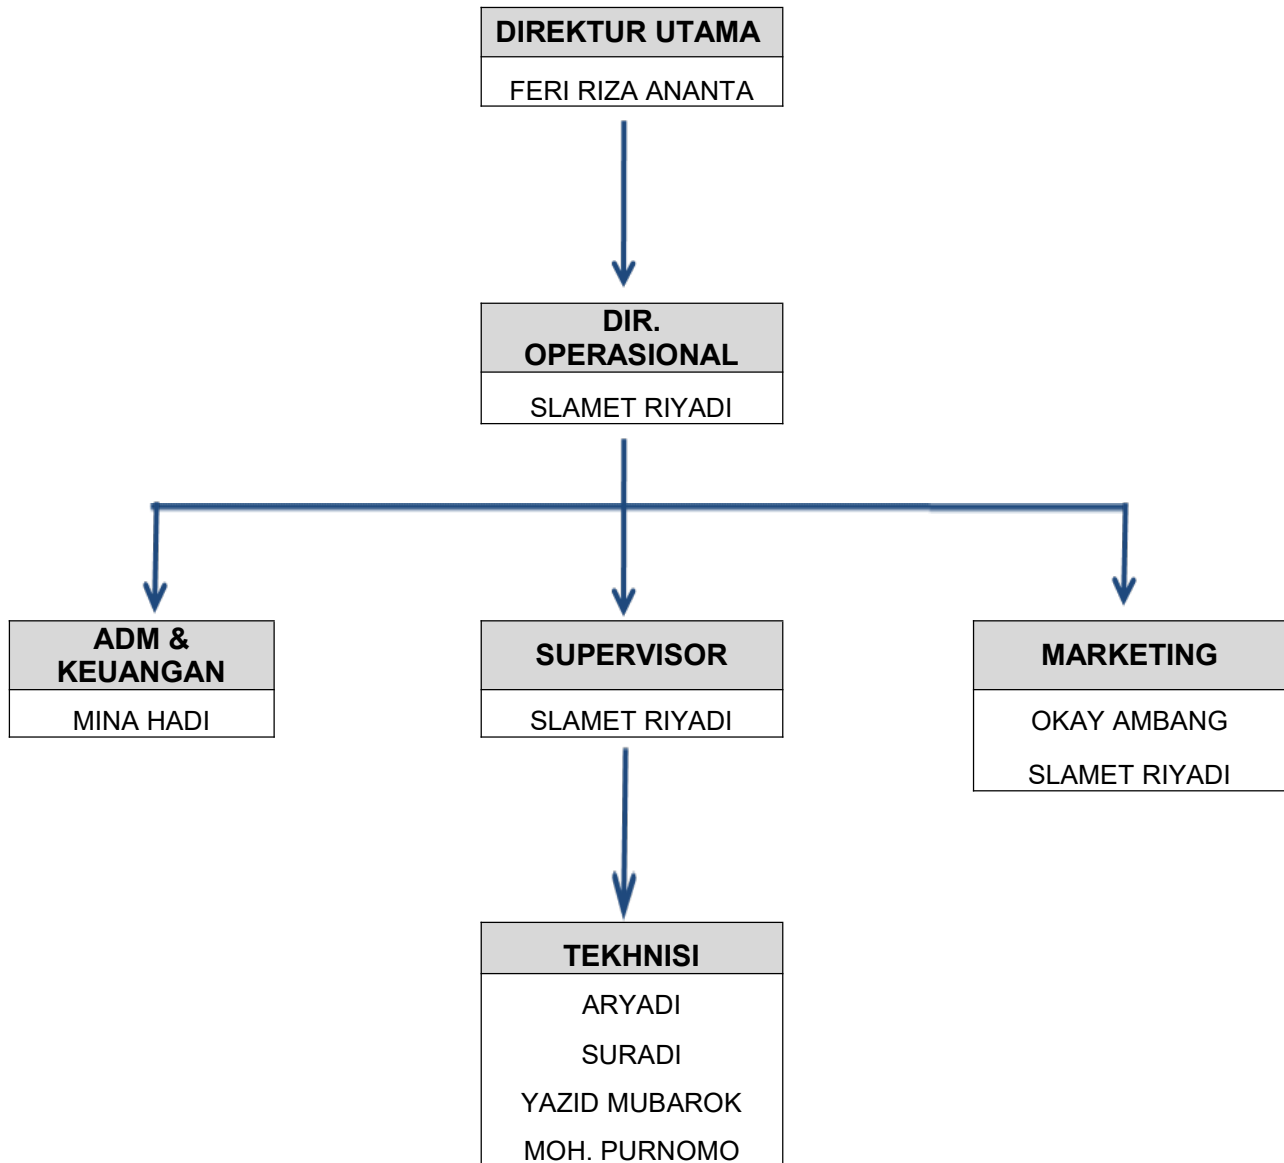 DIREKTUR UTAMA
FERI RIZA ANANTA
DIR.
OPERASIONAL
SLAMET RIYADI
ADM &
KEUANGAN
MINA HADI
SUPERVISOR
SLAMET RIYADI
MARKETING
OKAY AMBANG
SLAMET RIYADI
TEKHNISI
ARYADI
SURADI
YAZID MUBAROK
MOH. PURNOMO